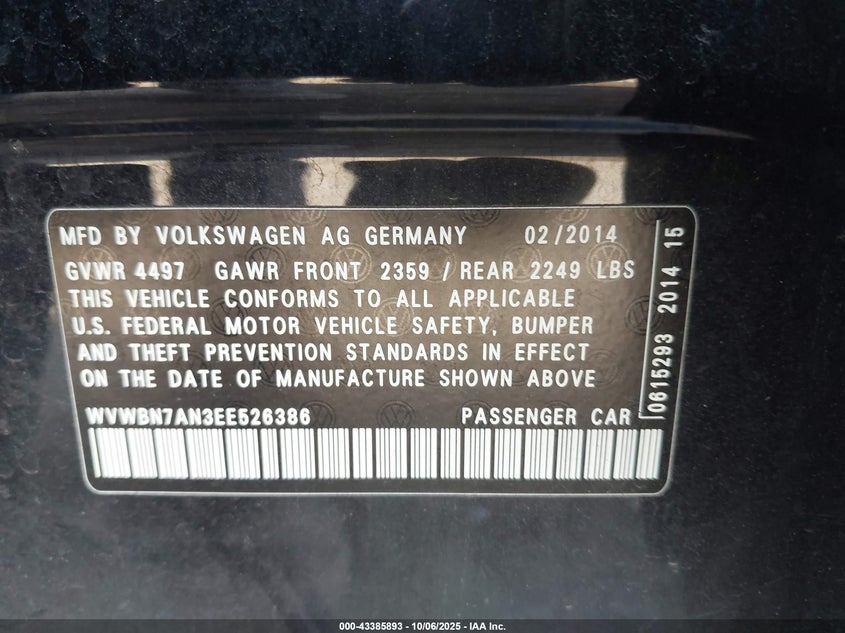 MFD BY VOLKSWAGEN AG GERMANY 02/2014
GVWR 4497 GAWR FRONT 2359 / REAR 2249 LBS
THIS VEHICLE CONFORMS TO ALL APPLICABLE
U.S. FEDERAL MOTOR VEHICLE SAFETY, BUMPER
AND THEFT PREVENTION STANDARDS IN EFFECT
ON THE DATE OF MANUFACTURE SHOWN ABOVE
WVWBN7AN3EE526386 PASSENGER CAR
0615293 2014 15
000-43385893 - 10/06/2025 - IAA Inc.